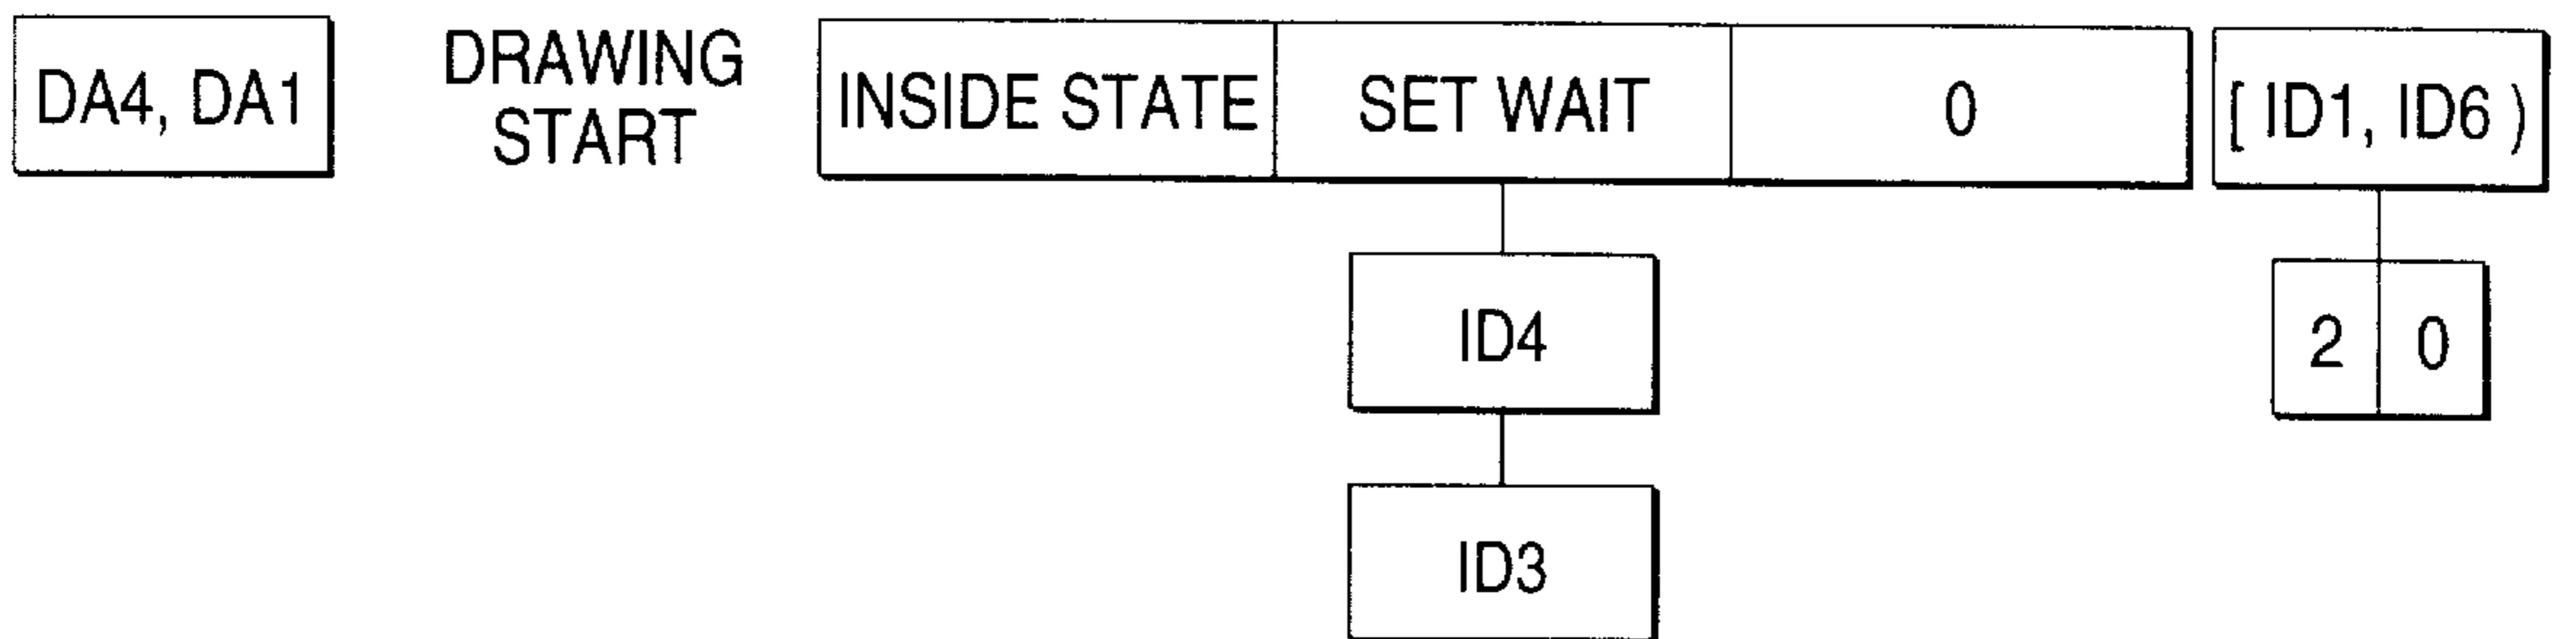 DA4, DA1
DRAWING
START
INSIDE STATE
SET WAIT
0
[ ID1, ID6 )
ID4
2
0
ID3